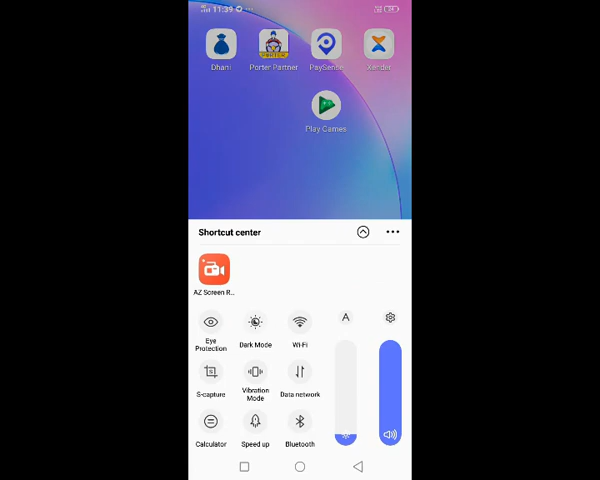 11:39
Dhani
Porter Partner
PaySense
Xender
Play Games
Shortcut center
AZ Screen R...
A
Eye Protection
Dark Mode
Wi-Fi
S-capture
Vibration Mode
Data network
Calculator
Speed up
Bluetooth